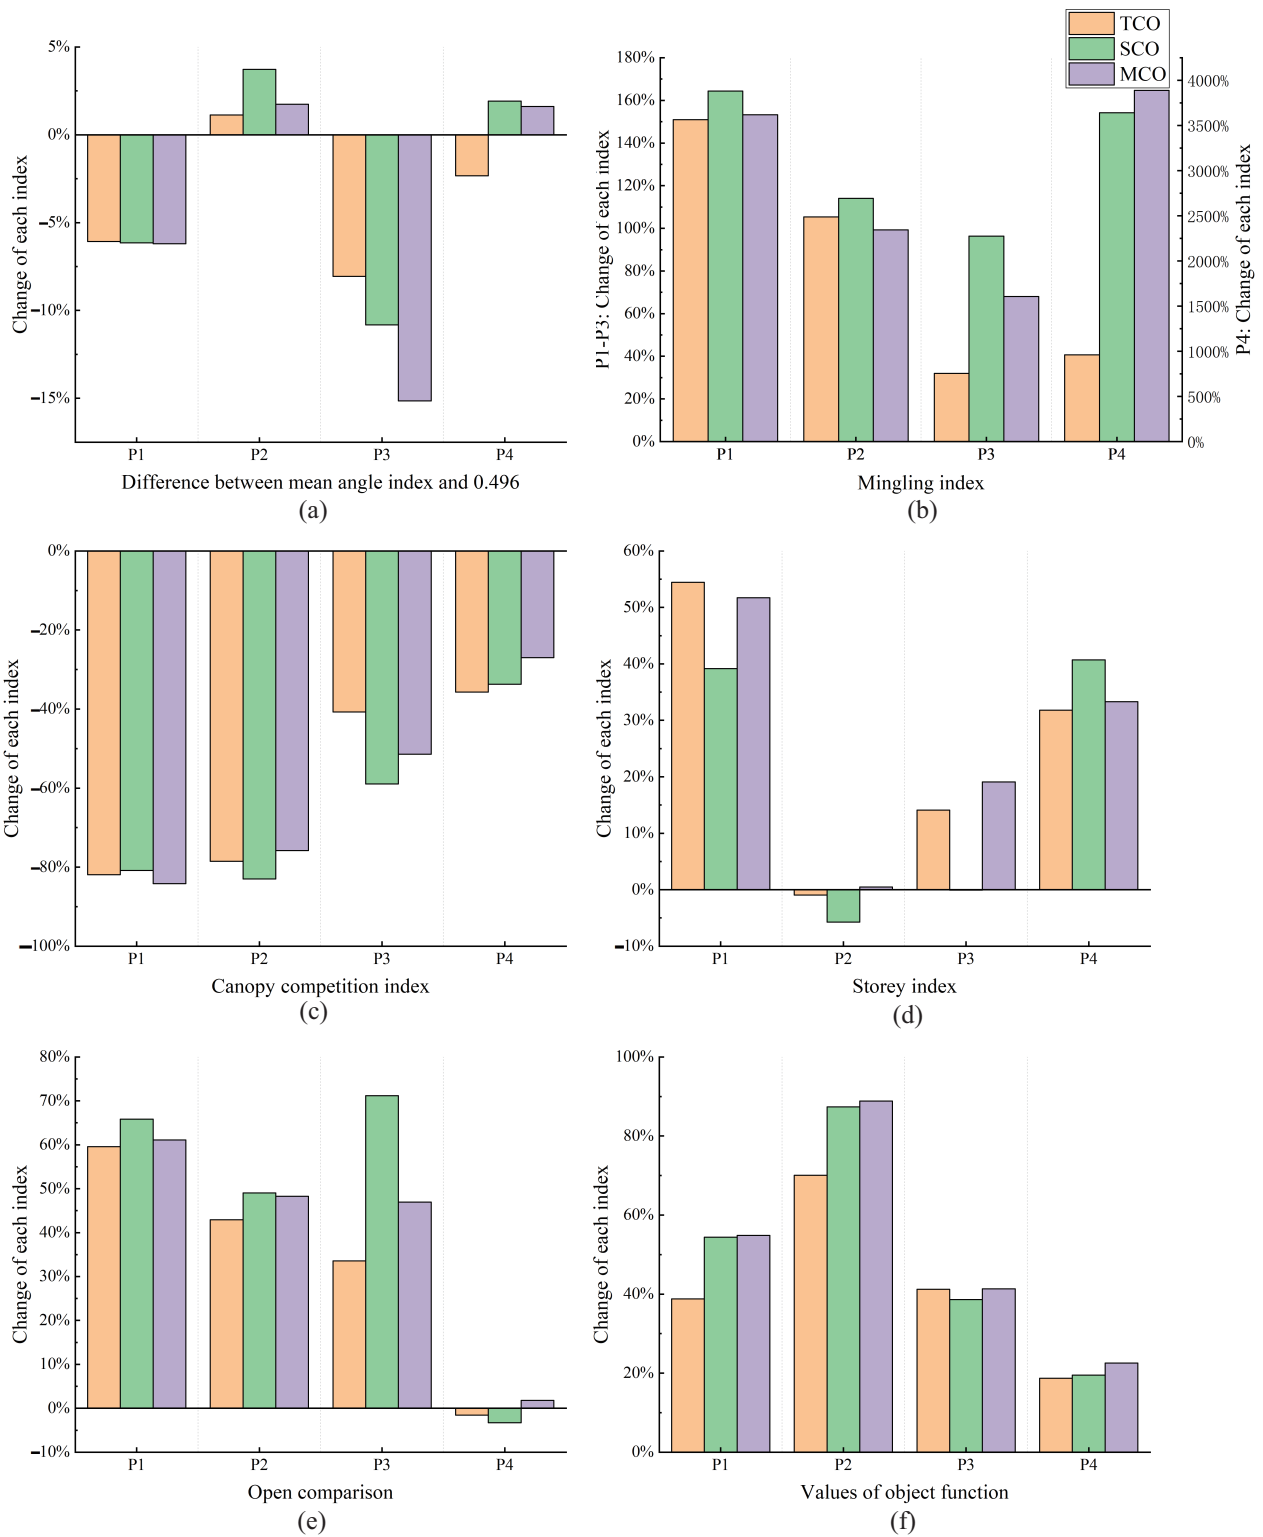 TCO
SCO
MCO
5%
0%
−5%
−10%
−15%
Change of each index
P1 P2 P3 P4
Difference between mean angle index and 0.496
(a)
180%
160%
140%
120%
100%
80%
60%
40%
20%
0%
P1-P3: Change of each index
4000%
3500%
3000%
2500%
2000%
1500%
1000%
500%
0%
P4: Change of each index
P1 P2 P3 P4
Mingling index
(b)
0%
−20%
−40%
−60%
−80%
−100%
Change of each index
P1 P2 P3 P4
Canopy competition index
(c)
60%
50%
40%
30%
20%
10%
0%
−10%
Change of each index
P1 P2 P3 P4
Storey index
(d)
80%
70%
60%
50%
40%
30%
20%
10%
0%
−10%
Change of each index
P1 P2 P3 P4
Open comparison
(e)
100%
80%
60%
40%
20%
0%
Change of each index
P1 P2 P3 P4
Values of object function
(f)